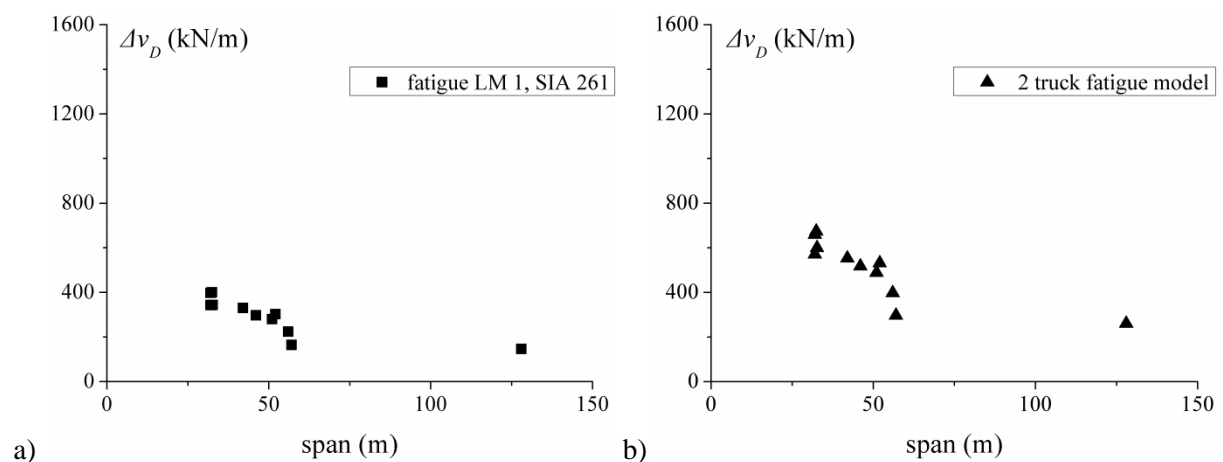 1600
Δv_D (kN/m)
fatigue LM 1, SIA 261
1200
800
400
0
0 50 100 150
span (m)
a)
1600
Δv_D (kN/m)
2 truck fatigue model
1200
800
400
0
0 50 100 150
span (m)
b)